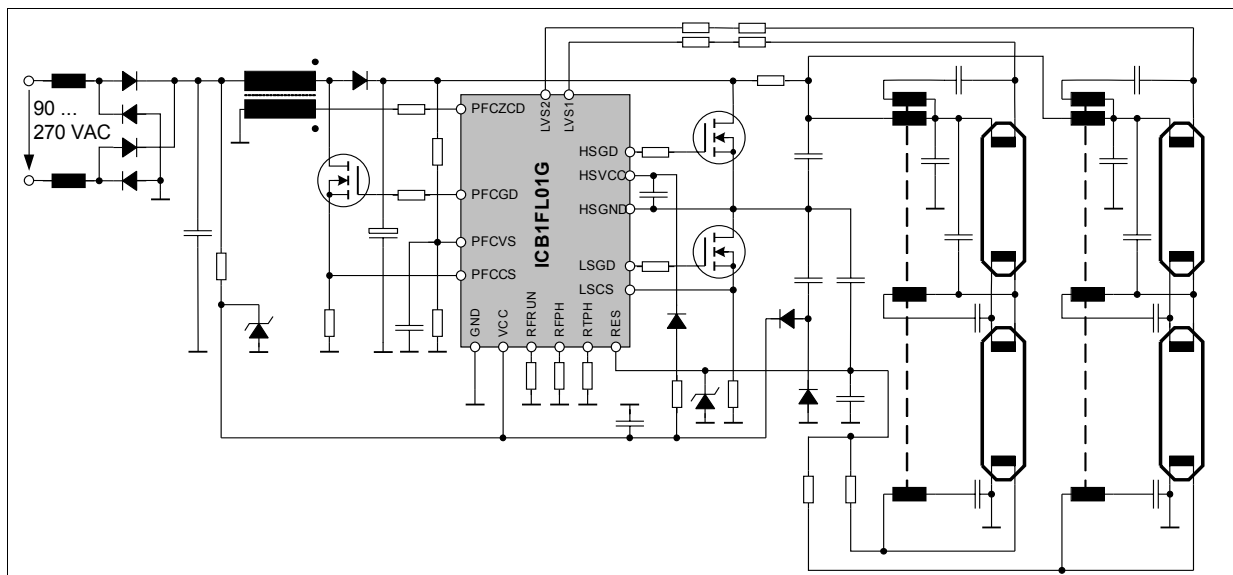 90 ...
270 VAC
LVS2
LVS1
PFCZCD
HSGD
HSVCC
PFCGD
HSGND
ICB1FL01G
PFCVS
LSGD
PFCCS
LSCS
GND
VCC
RFRUN
RFPH
RTPH
RES